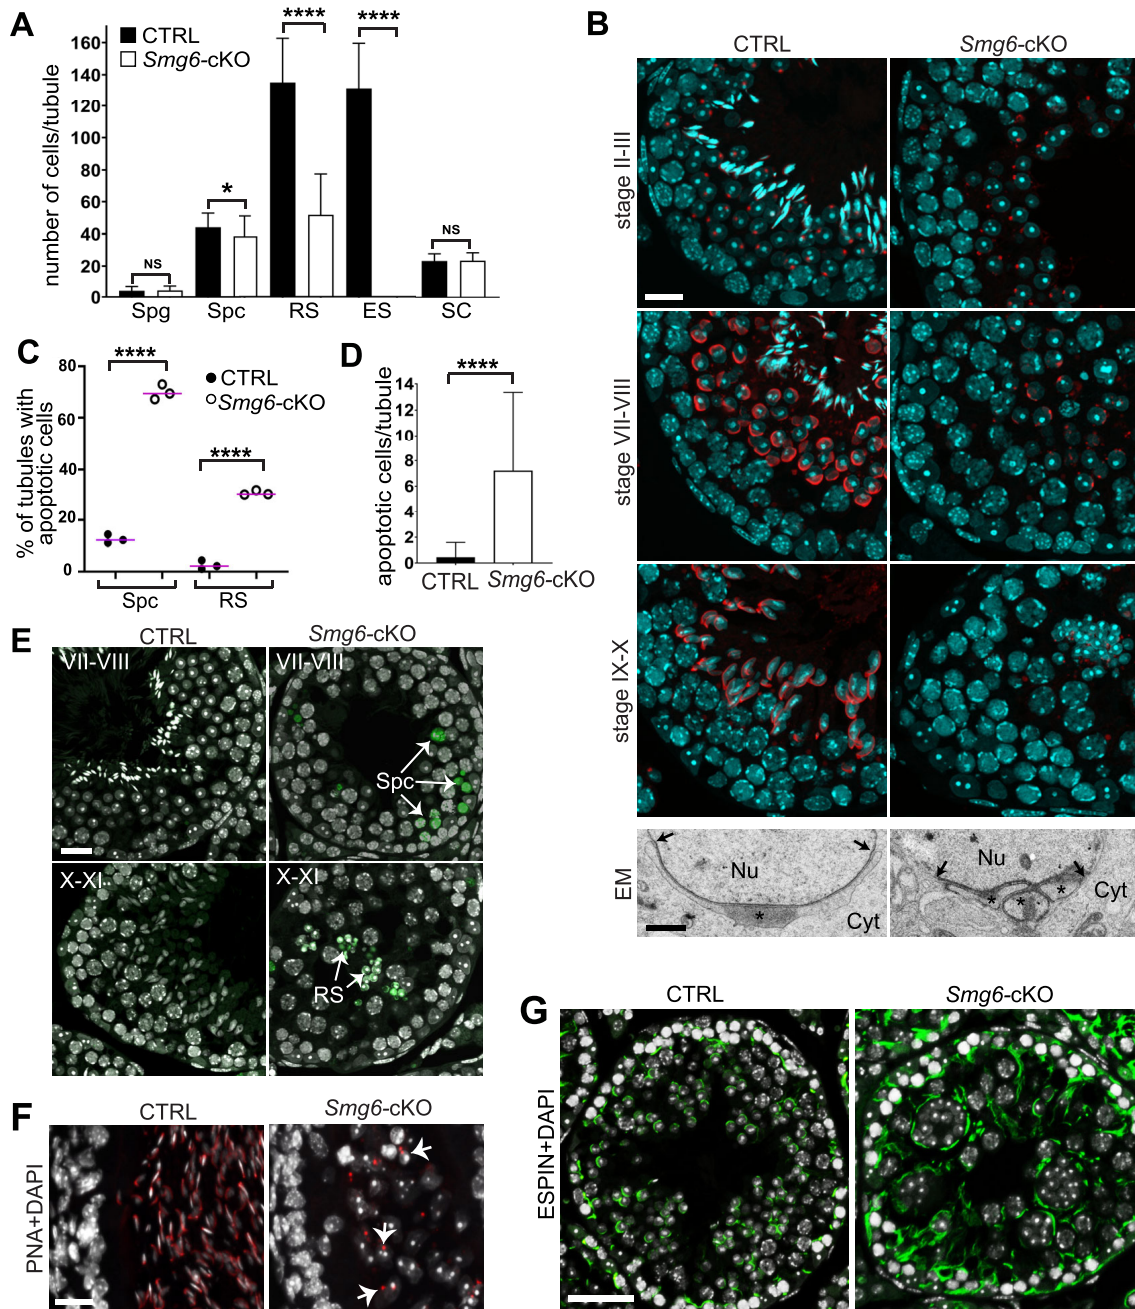 A
number of cells/tubule
160
140
120
100
80
60
40
20
0
CTRL
Smg6-cKO
NS
*
****
****
NS
Spg
Spc
RS
ES
SC
B
CTRL
Smg6-cKO
stage II-III
stage VII-VIII
stage IX-X
EM
Nu
*
Cyt
Nu
*
*
*
Cyt
C
% of tubules with
apoptotic cells
80
60
40
20
0
****
****
CTRL
Smg6-cKO
Spc
RS
D
apoptotic cells/tubule
14
12
10
8
6
4
2
0
****
CTRL
Smg6-cKO
E
CTRL
Smg6-cKO
VII-VIII
VII-VIII
Spc
X-XI
X-XI
RS
F
CTRL
Smg6-cKO
PNA+DAPI
G
CTRL
Smg6-cKO
ESPIN+DAPI